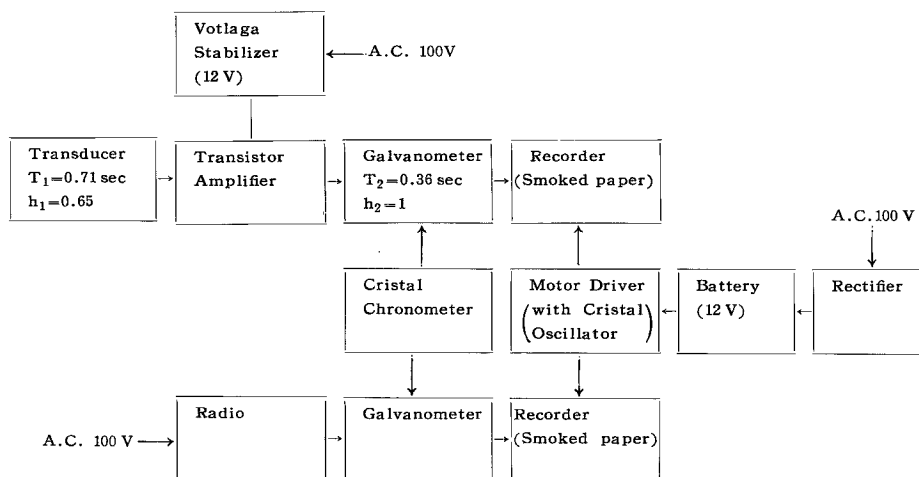 Votlaga
Stabilizer
(12 V)
A.C. 100V
Transducer
T₁=0.71 sec
h₁=0.65
Transistor
Amplifier
Galvanometer
T₂=0.36 sec
h₂=1
Recorder
(Smoked paper)
A.C.100 V
Cristal
Chronometer
Motor Driver
(with Cristal
Oscillator)
Battery
(12 V)
Rectifier
A.C. 100 V
Radio
Galvanometer
Recorder
(Smoked paper)